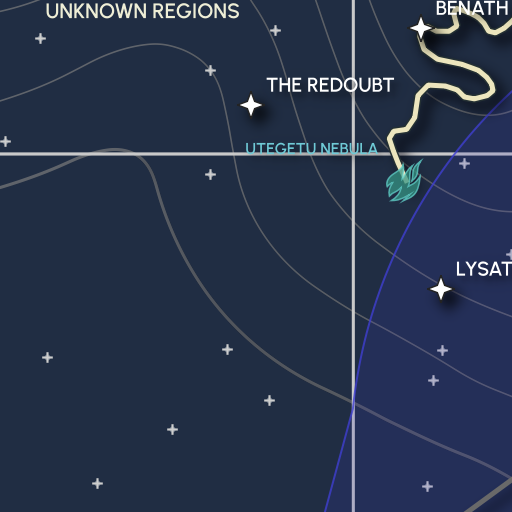 BENATH
UNKNOWN REGIONS
THE REDOUBT
UTEGETU NEBULA
LYSAT